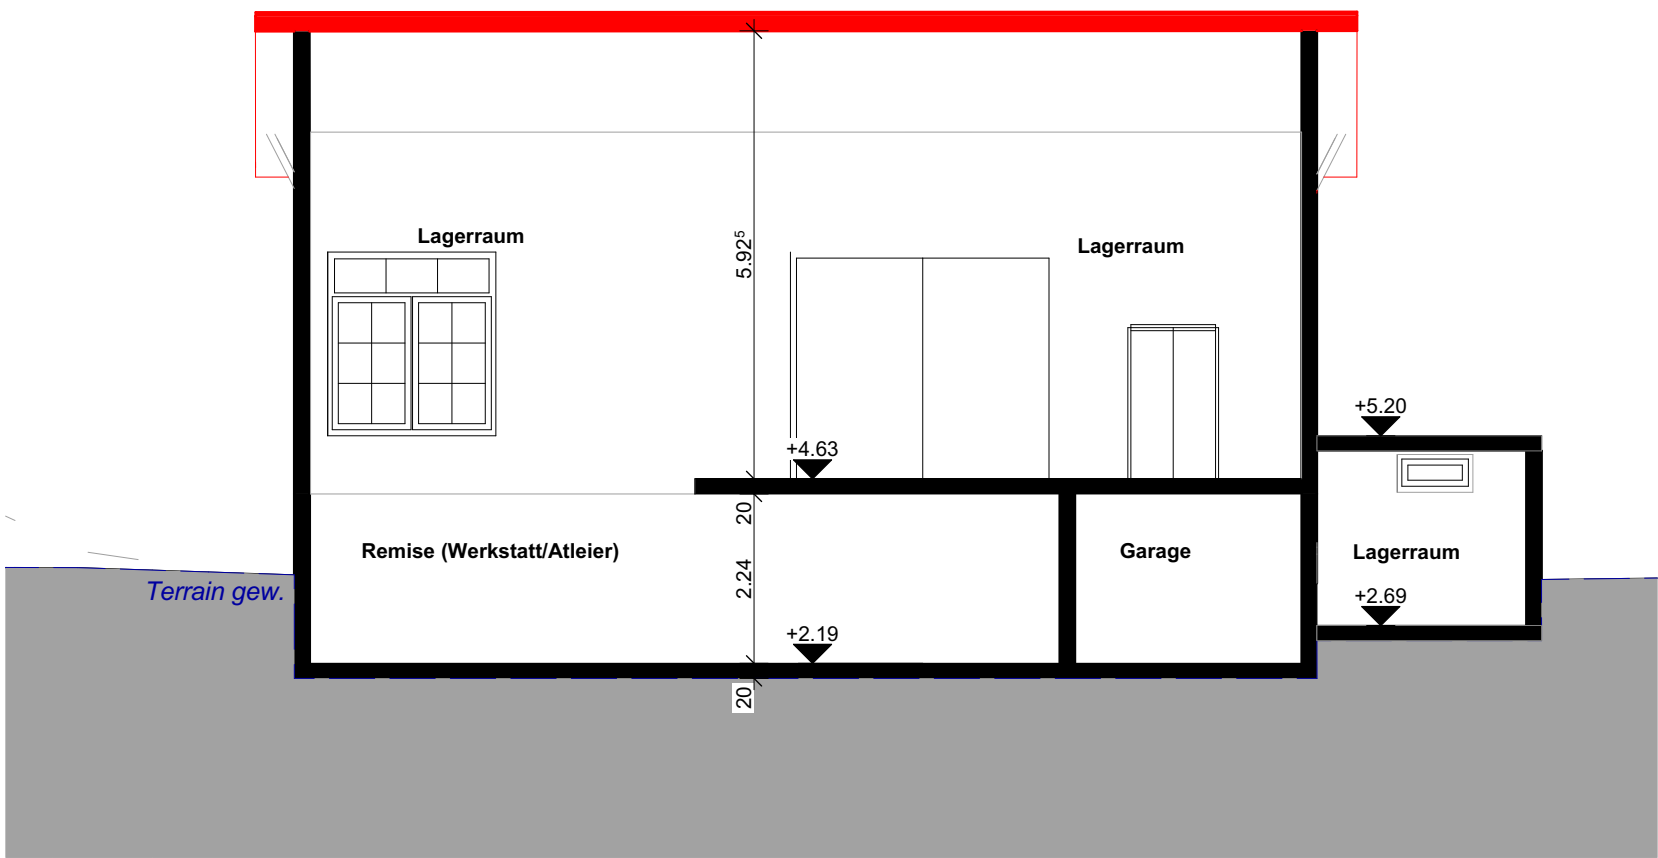 Lagerraum
Lagerraum
5.92⁵
+5.20
+4.63
20
Remise (Werkstatt/Atleier)
Garage
Lagerraum
2.24
Terrain gew.
+2.69
+2.19
20